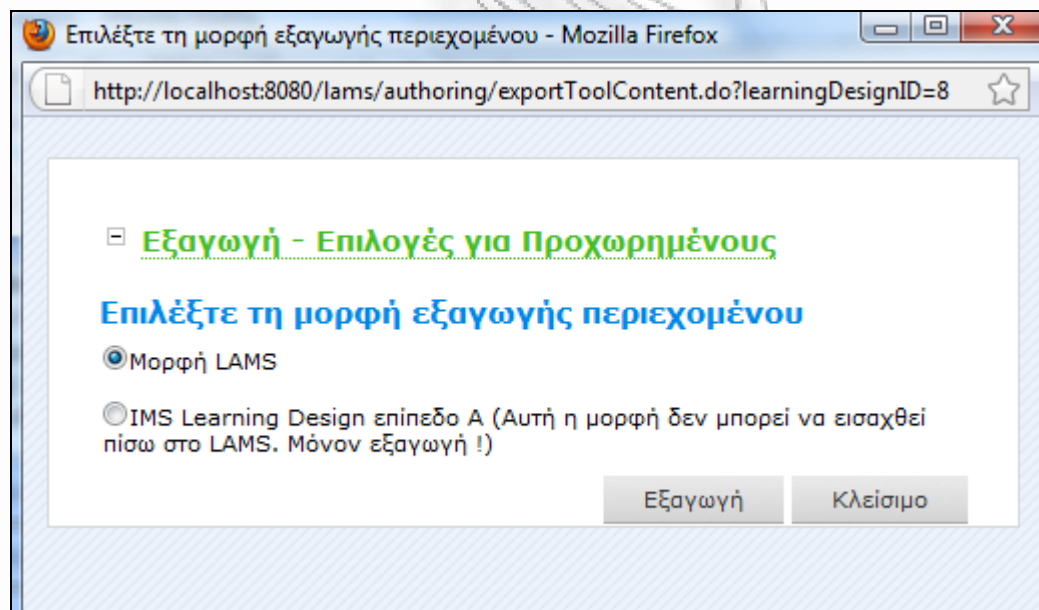 Επιλέξτε τη μορφή εξαγωγής περιεχομένου - Mozilla Firefox
http://localhost:8080/lams/authoring/exportToolContent.do?learningDesignID=8
Εξαγωγή - Επιλογές για Προχωρημένους
Επιλέξτε τη μορφή εξαγωγής περιεχομένου
Μορφή LAMS
IMS Learning Design επίπεδο Α (Αυτή η μορφή δεν μπορεί να εισαχθεί
πίσω στο LAMS. Μόνον εξαγωγή !)
Εξαγωγή Κλείσιμο